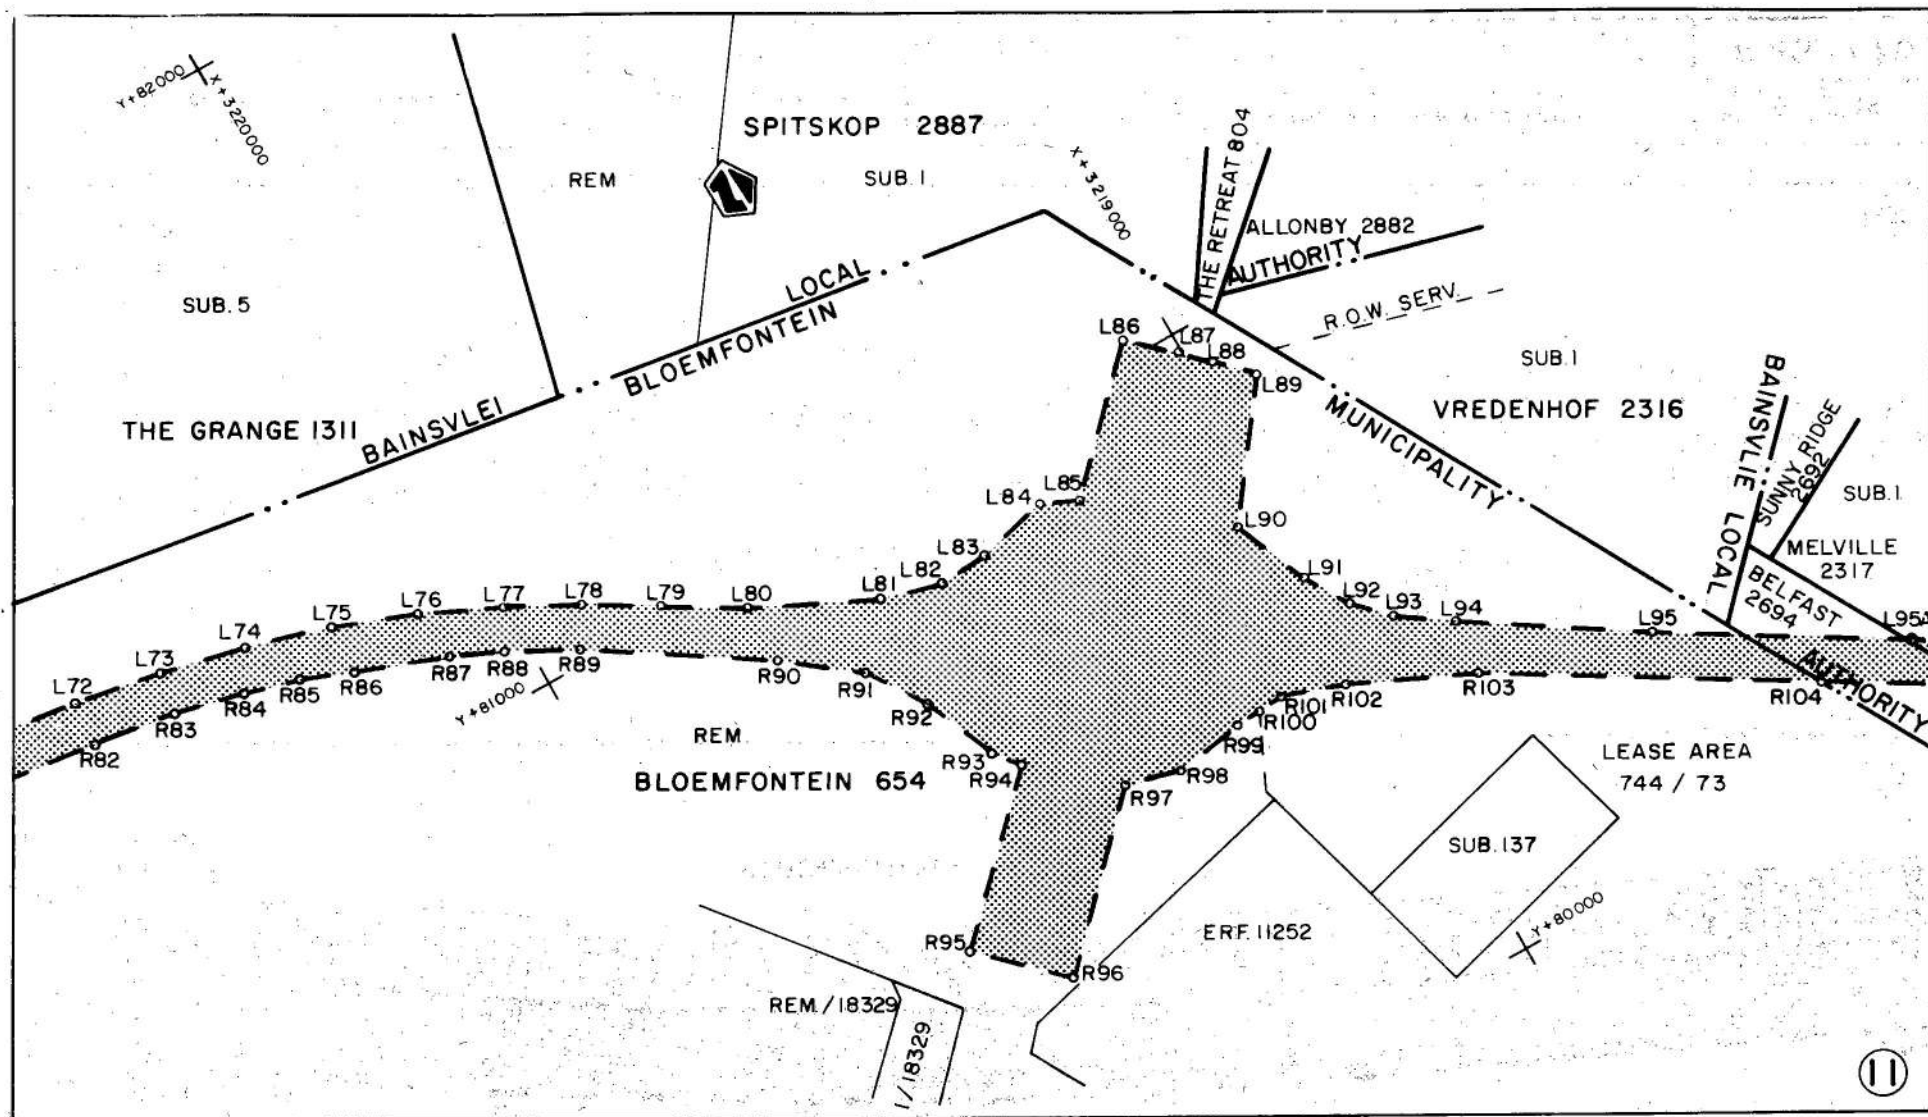 Y+82000
X+3220000
SPITSKOP 2887
REM
SUB.1.
X+3219000
THE RETREAT 804
ALLONBY 2882
AUTHORITY
R.O.W. SERV.
SUB.5
LOCAL
BLOEMFONTEIN
BAINSVLEI
THE GRANGE 1311
SUB.1
VREDENHOF 2316
MUNICIPALITY
BAINSVLIE LOCAL
SUNNY RIDGE
2692
SUB.1.
MELVILLE
2317
BELFAST
2694
AUTHORITY
L86
L87
L88
L89
L85
L84
L83
L82
L81
L80
L79
L78
L77
L76
L75
L74
L73
L72
L90
L91
L92
L93
L94
L95
L95A
R82
R83
R84
R85
R86
R87
R88
R89
R90
R91
R92
R93
R94
R95
R96
R97
R98
R99
R100
R101
R102
R103
R104
Y+81000
REM.
BLOEMFONTEIN 654
LEASE AREA
744 / 73
SUB.137
Y+80000
ERF.11252
REM./18329
1/18329
11